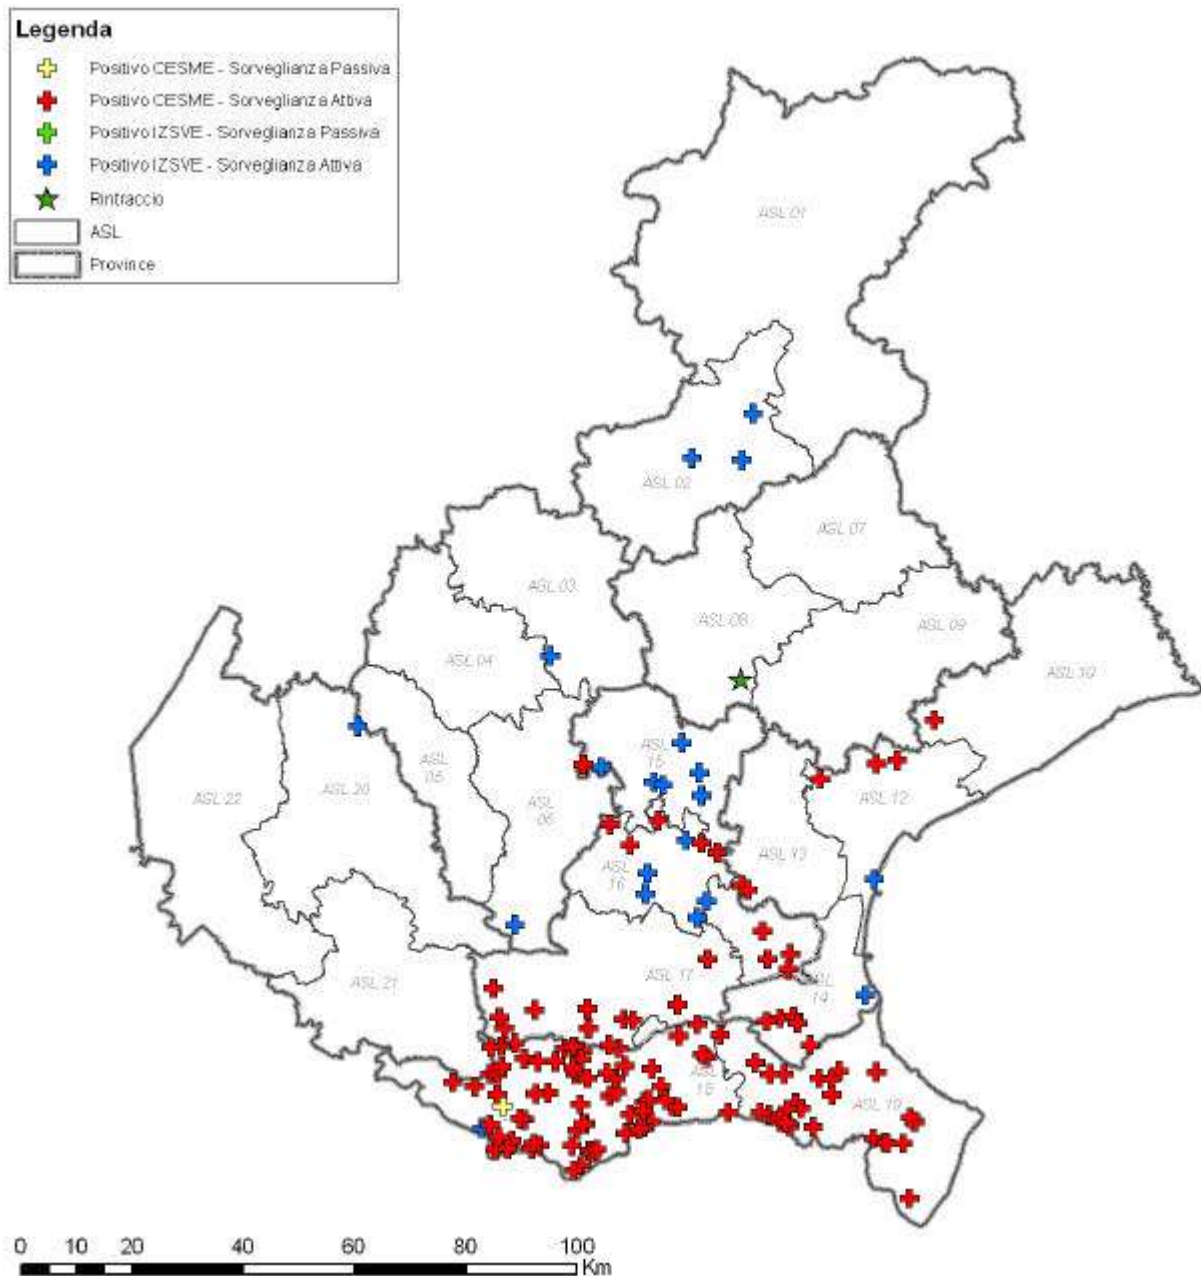 Legenda
Positivo CESME - Sorveglianza Passiva
Positivo CESME - Sorveglianza Attiva
Positivo IZSVE - Sorveglianza Passiva
Positivo IZSVE - Sorveglianza Attiva
Rintraccio
ASL
Province
ASL 01
ASL 02
ASL 07
ASL 03
ASL 08
ASL 09
ASL 04
ASL 10
ASL
15
ASL
05
ASL 20
ASL 22
ASL 12
ASL
06
ASL 13
ASL
16
ASL 17
ASL 21
ASL
14
ASL
18
ASL 19
0 10 20 40 60 80 100
Km